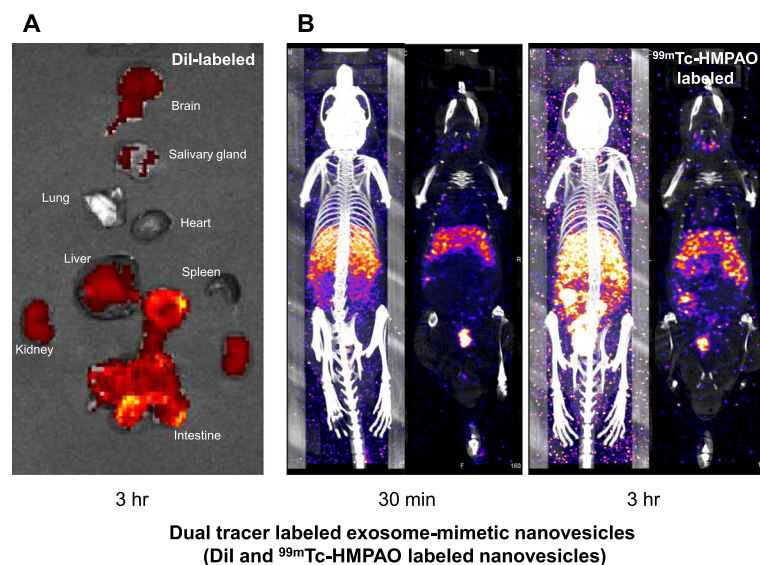 A
B
DiI-labeled
Brain
Salivary gland
Lung
Heart
Liver
Spleen
Kidney
Intestine
⁹⁹ᵐTc-HMPAO
labeled
H
R
F
160
3 hr
30 min
3 hr
Dual tracer labeled exosome-mimetic nanovesicles
(DiI and ⁹⁹ᵐTc-HMPAO labeled nanovesicles)